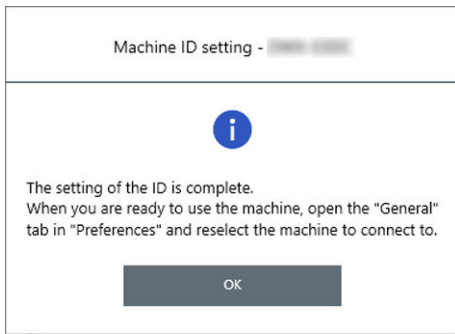 Machine ID setting -
i
The setting of the ID is complete.
When you are ready to use the machine, open the "General"
tab in "Preferences" and reselect the machine to connect to.
OK